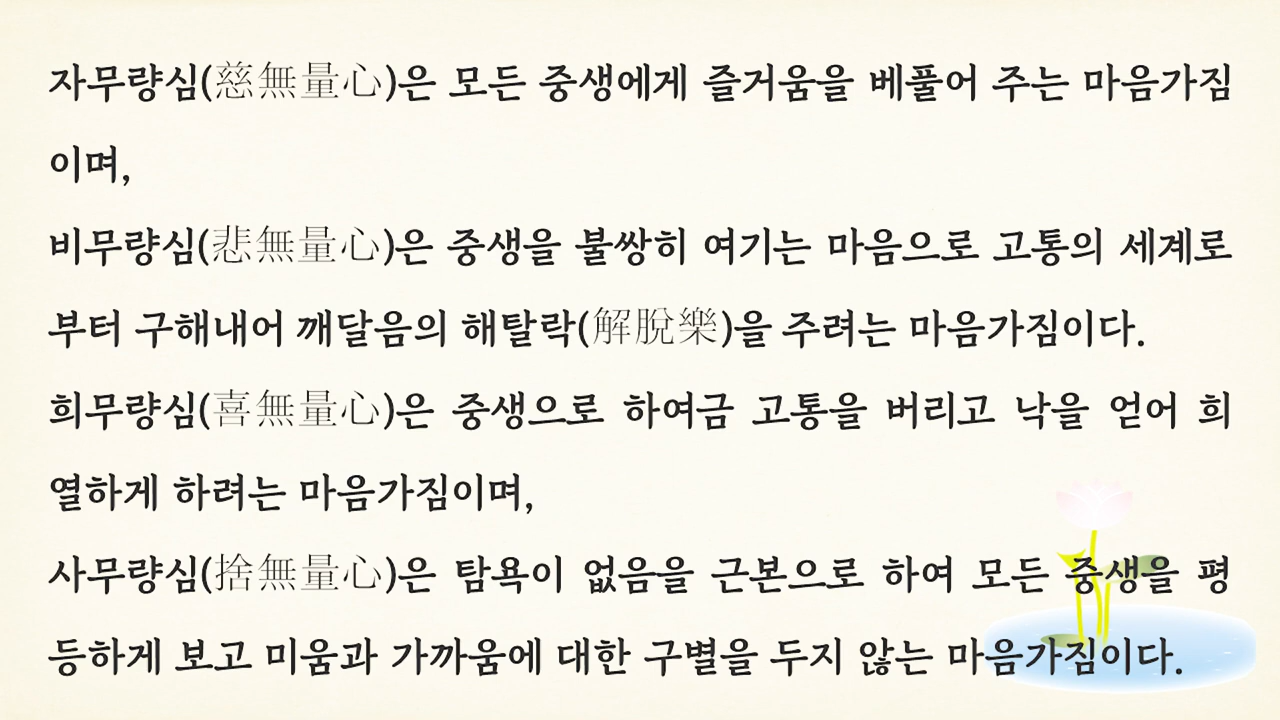 자무량심(慈無量心)은 모든 중생에게 즐거움을 베풀어 주는 마음가짐
이며,
비무량심(悲無量心)은 중생을 불쌍히 여기는 마음으로 고통의 세계로
부터 구해내어 깨달음의 해탈락(解脫樂)을 주려는 마음가짐이다.
희무량심(喜無量心)은 중생으로 하여금 고통을 버리고 낙을 얻어 희
열하게 하려는 마음가짐이며,
사무량심(捨無量心)은 탐욕이 없음을 근본으로 하여 모든 중생을 평
등하게 보고 미움과 가까움에 대한 구별을 두지 않는 마음가짐이다.